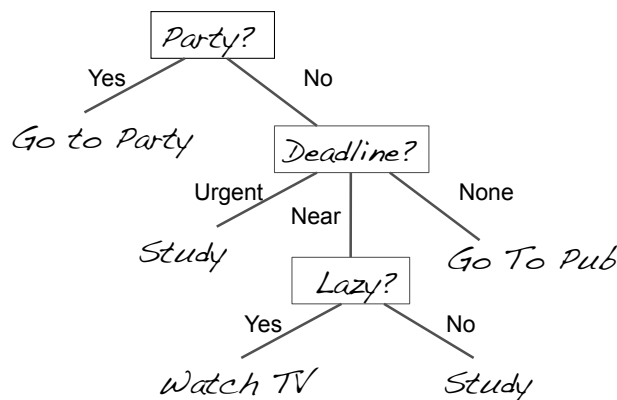 Party?
Yes
No
Go to Party
Deadline?
Urgent
Near
None
Study
Go To Pub
Lazy?
Yes
No
Watch TV
Study